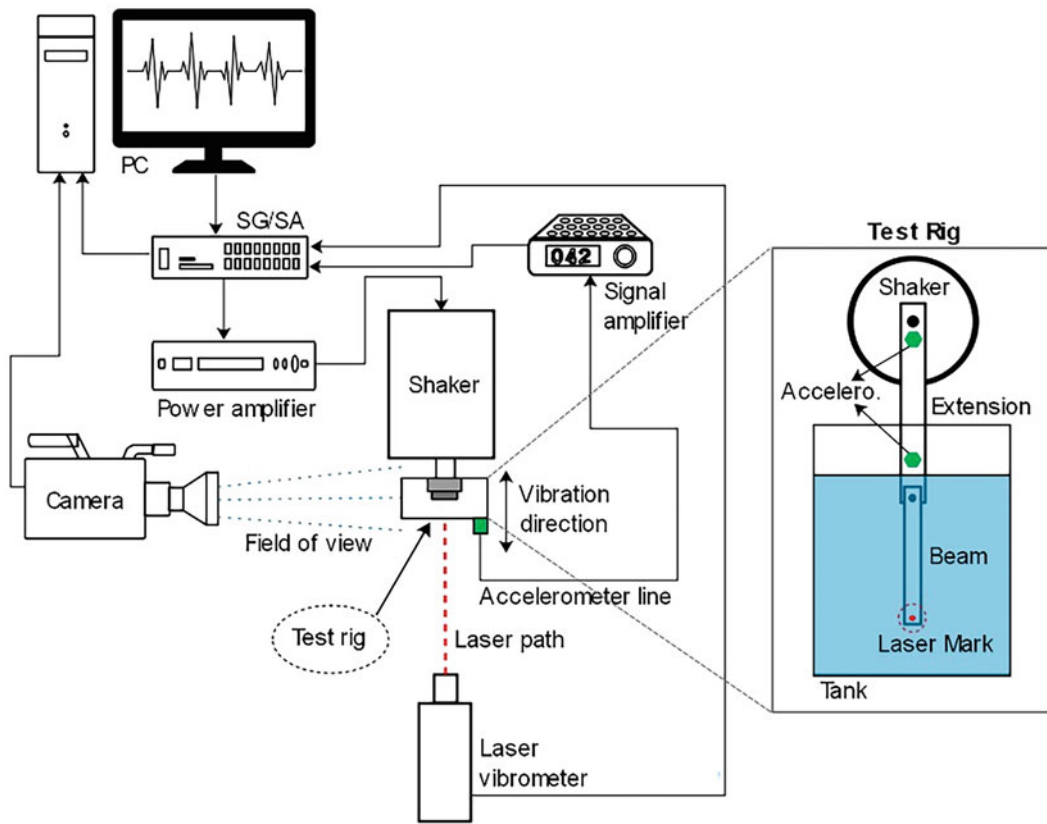 PC
SG/SA
042
Signal
amplifier
Power amplifier
Shaker
Camera
Field of view
Vibration
direction
Accelerometer line
Test rig
Laser path
Laser
vibrometer
Test Rig
Shaker
Accelero.
Extension
Beam
Laser Mark
Tank